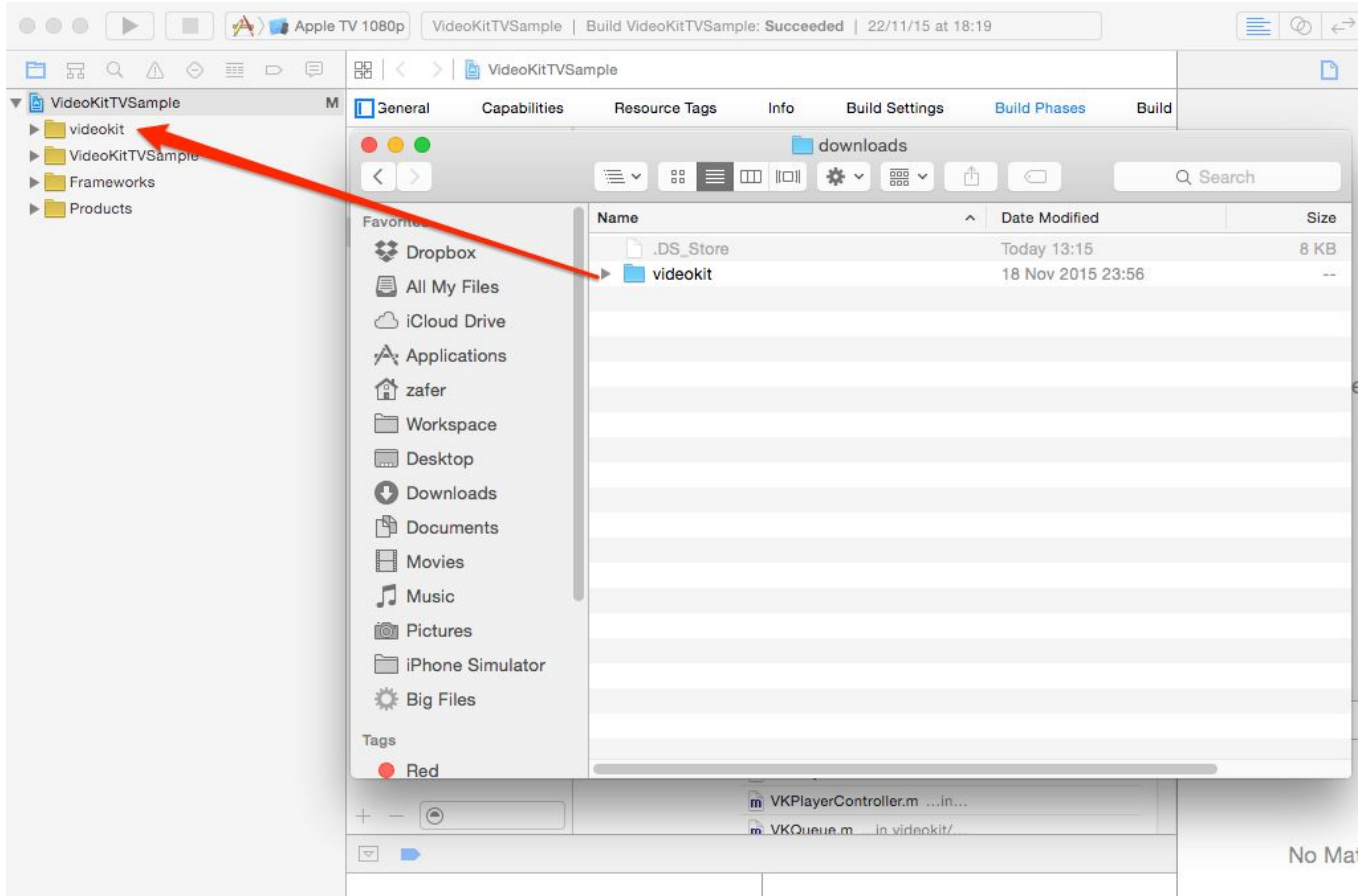 Apple TV 1080p
VideoKitTVSample | Build VideoKitTVSample: Succeeded | 22/11/15 at 18:19
VideoKitTVSample
VideoKitTVSample M
General Capabilities Resource Tags Info Build Settings Build Phases Build
videokit
VideoKitTVSample
Frameworks
Products
downloads
Search
Favorites
Name Date Modified Size
.DS_Store Today 13:15 8 KB
videokit 18 Nov 2015 23:56 --
Dropbox
All My Files
iCloud Drive
Applications
zafer
Workspace
Desktop
Downloads
Documents
Movies
Music
Pictures
iPhone Simulator
Big Files
Tags
Red
VKPlayerController.m ...in...
VKQueue.m ...in videokit/...
No Mat